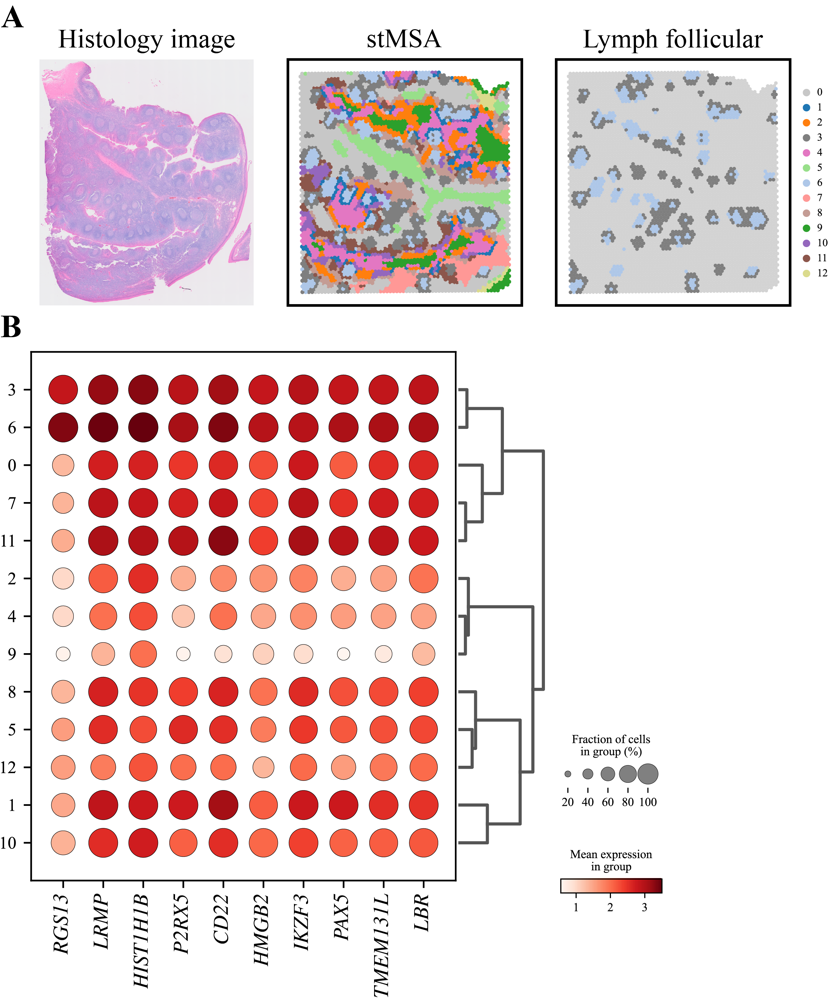 A
Histology image
stMSA
Lymph follicular
0
1
2
3
4
5
6
7
8
9
10
11
12
B
3
6
0
7
11
2
4
9
8
5
12
1
10
RGS13
LRMP
HIST1H1B
P2RX5
CD22
HMGB2
IKZF3
PAX5
TMEM131L
LBR
Fraction of cells
in group (%)
20 40 60 80 100
Mean expression
in group
1 2 3